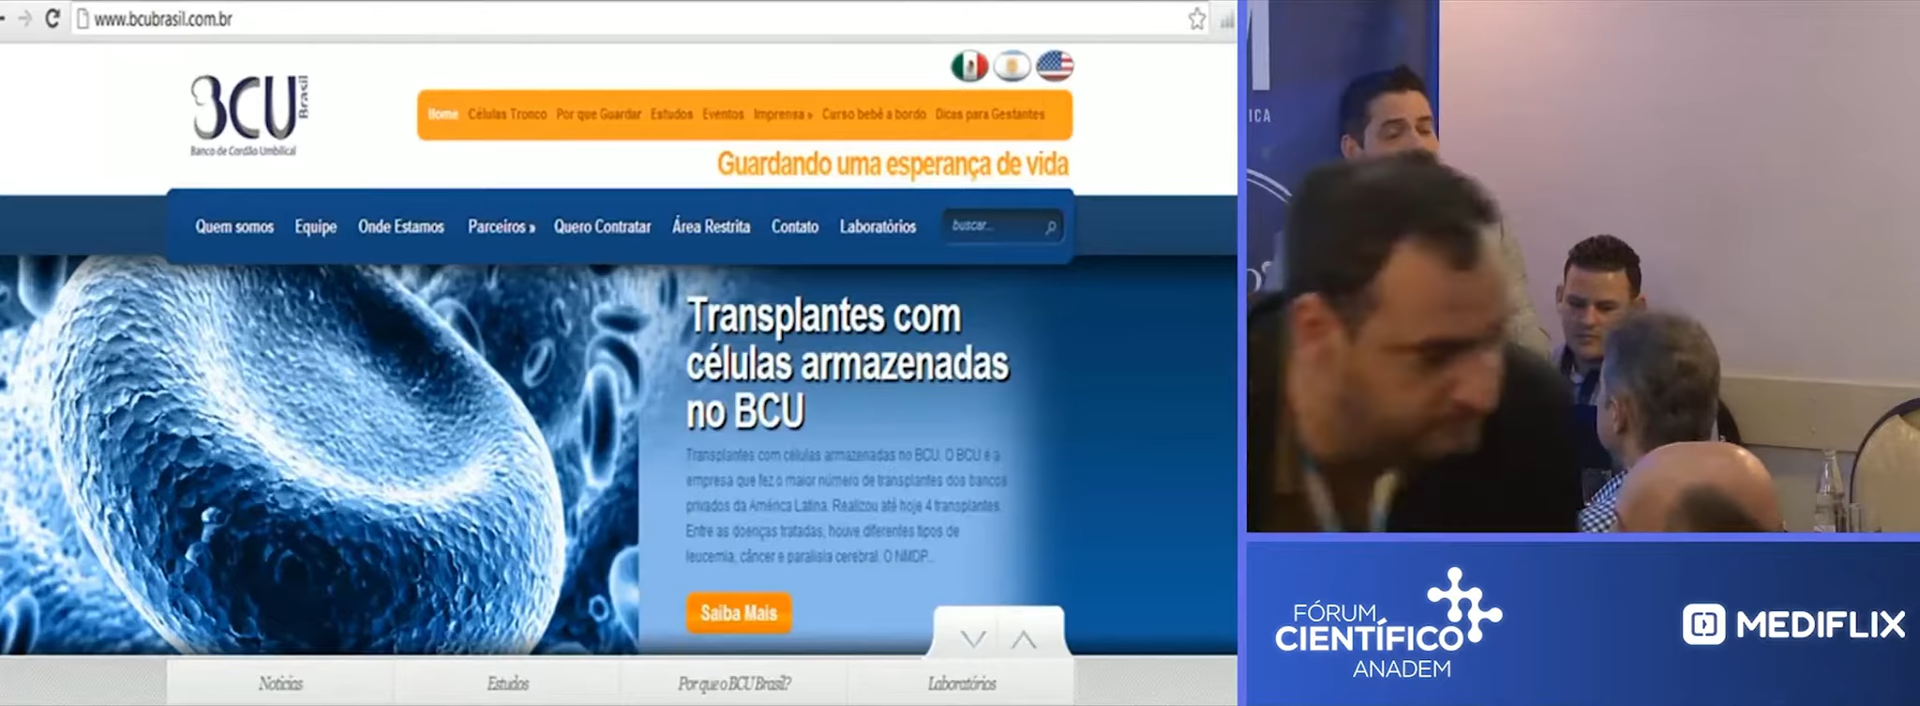 www.bcubrasil.com.br
BCU Brasil
Banco de Cordão Umbilical
Home Células Tronco Por que Guardar Estudos Eventos Imprensa » Curso bebê a bordo Dicas para Gestantes
Guardando uma esperança de vida
Quem somos Equipe Onde Estamos Parceiros » Quero Contratar Área Restrita Contato Laboratórios buscar...
Transplantes com
células armazenadas
no BCU
Transplantes com células armazenadas no BCU. O BCU é a
empresa que fez o maior número de transplantes dos bancos
privados da América Latina. Realizou até hoje 4 transplantes.
Entre as doenças tratadas, houve diferentes tipos de
leucemia, câncer e paralisia cerebral. O NMDP...
Saiba Mais
Notícias Estudos Por que o BCU Brasil? Laboratórios
M
ICA
FÓRUM
CIENTÍFICO
ANADEM
MEDIFLIX